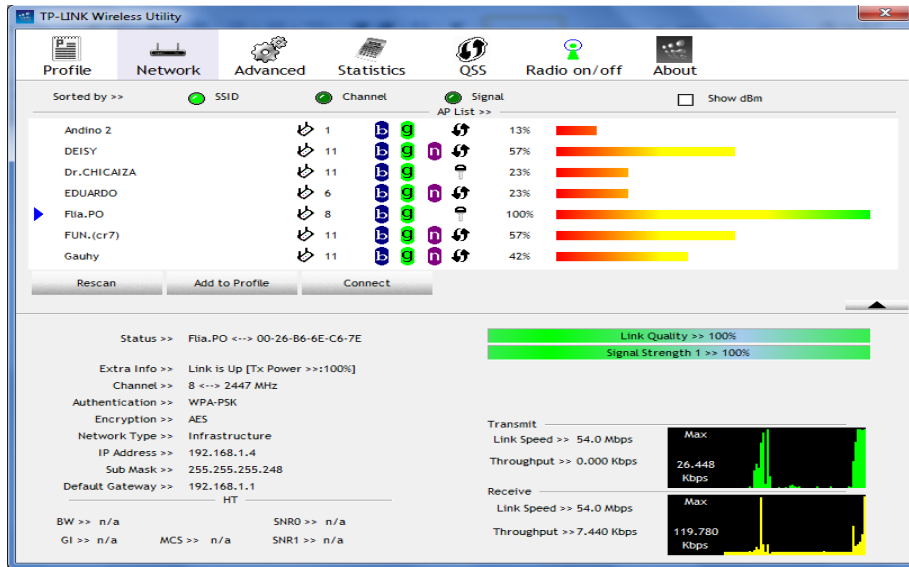 TP-LINK Wireless Utility
Profile Network Advanced Statistics QSS Radio on/off About
Sorted by >> SSID Channel Signal Show dBm
AP List >>
Andino 2 1 b g 13%
DEISY 11 b g n 57%
Dr.CHICAIZA 11 b g 23%
EDUARDO 6 b g n 23%
Flia.PO 8 b g 100%
FUN.(cr7) 11 b g n 57%
Gauhy 11 b g n 42%
Rescan Add to Profile Connect
Status >> Flia.PO <--> 00-26-B6-6E-C6-7E
Extra Info >> Link is Up [Tx Power >>:100%]
Channel >> 8 <--> 2447 MHz
Authentication >> WPA-PSK
Encryption >> AES
Network Type >> Infrastructure
IP Address >> 192.168.1.4
Sub Mask >> 255.255.255.248
Default Gateway >> 192.168.1.1
HT
BW >> n/a SNR0 >> n/a
GI >> n/a MCS >> n/a SNR1 >> n/a
Link Quality >> 100%
Signal Strength 1 >> 100%
Transmit
Link Speed >> 54.0 Mbps
Throughput >> 0.000 Kbps
Max
26.448
Kbps
Receive
Link Speed >> 54.0 Mbps
Throughput >> 7.440 Kbps
Max
119.780
Kbps